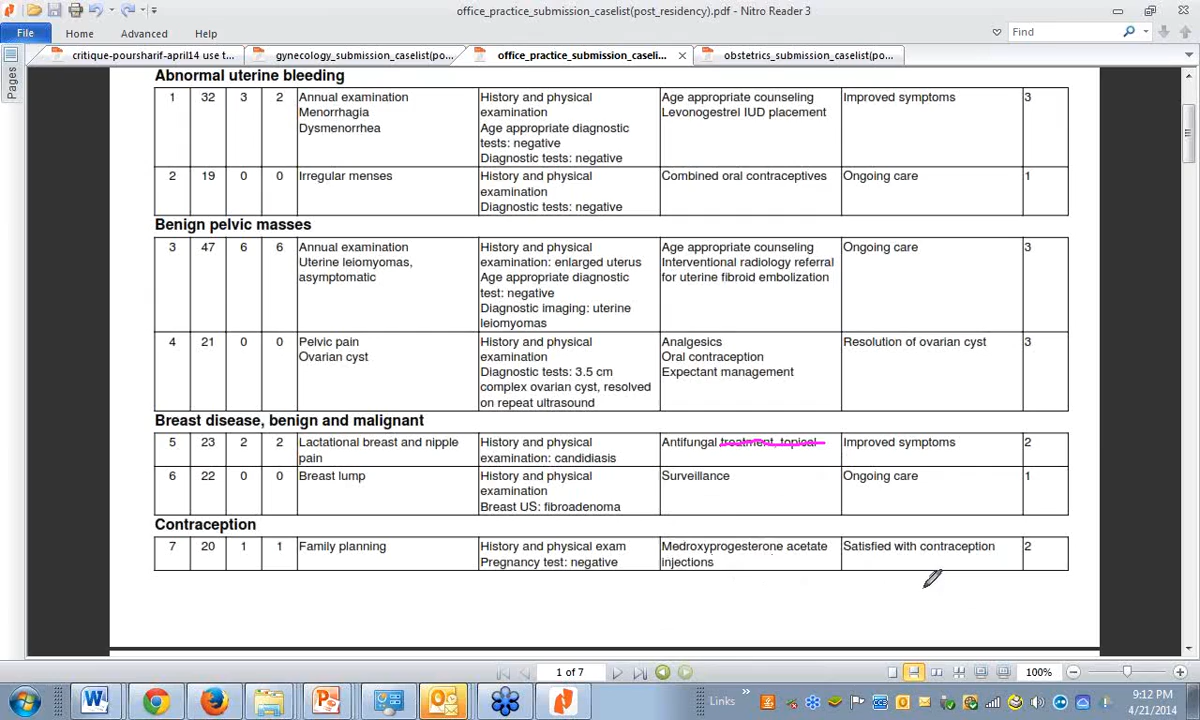 office_practice_submission_caselist(post_residency).pdf - Nitro Reader 3
File Home Advanced Help Find
critique-poursharif-april14 use t... gynecology_submission_caselist(po... office_practice_submission_caseli... obstetrics_submission_caselist(po...
Pages
Abnormal uterine bleeding
1 32 3 2 Annual examination History and physical Age appropriate counseling Improved symptoms 3
Menorrhagia examination Levonogestrel IUD placement
Dysmenorrhea Age appropriate diagnostic
tests: negative
Diagnostic tests: negative
2 19 0 0 Irregular menses History and physical Combined oral contraceptives Ongoing care 1
examination
Diagnostic tests: negative
Benign pelvic masses
3 47 6 6 Annual examination History and physical Age appropriate counseling Ongoing care 3
Uterine leiomyomas, examination: enlarged uterus Interventional radiology referral
asymptomatic Age appropriate diagnostic for uterine fibroid embolization
test: negative
Diagnostic imaging: uterine
leiomyomas
4 21 0 0 Pelvic pain History and physical Analgesics Resolution of ovarian cyst 3
Ovarian cyst examination Oral contraception
Diagnostic tests: 3.5 cm Expectant management
complex ovarian cyst, resolved
on repeat ultrasound
Breast disease, benign and malignant
5 23 2 2 Lactational breast and nipple History and physical Antifungal treatment, topical Improved symptoms 2
pain examination: candidiasis
6 22 0 0 Breast lump History and physical Surveillance Ongoing care 1
examination
Breast US: fibroadenoma
Contraception
7 20 1 1 Family planning History and physical exam Medroxyprogesterone acetate Satisfied with contraception 2
Pregnancy test: negative injections
1 of 7 100%
Links
9:12 PM
4/21/2014